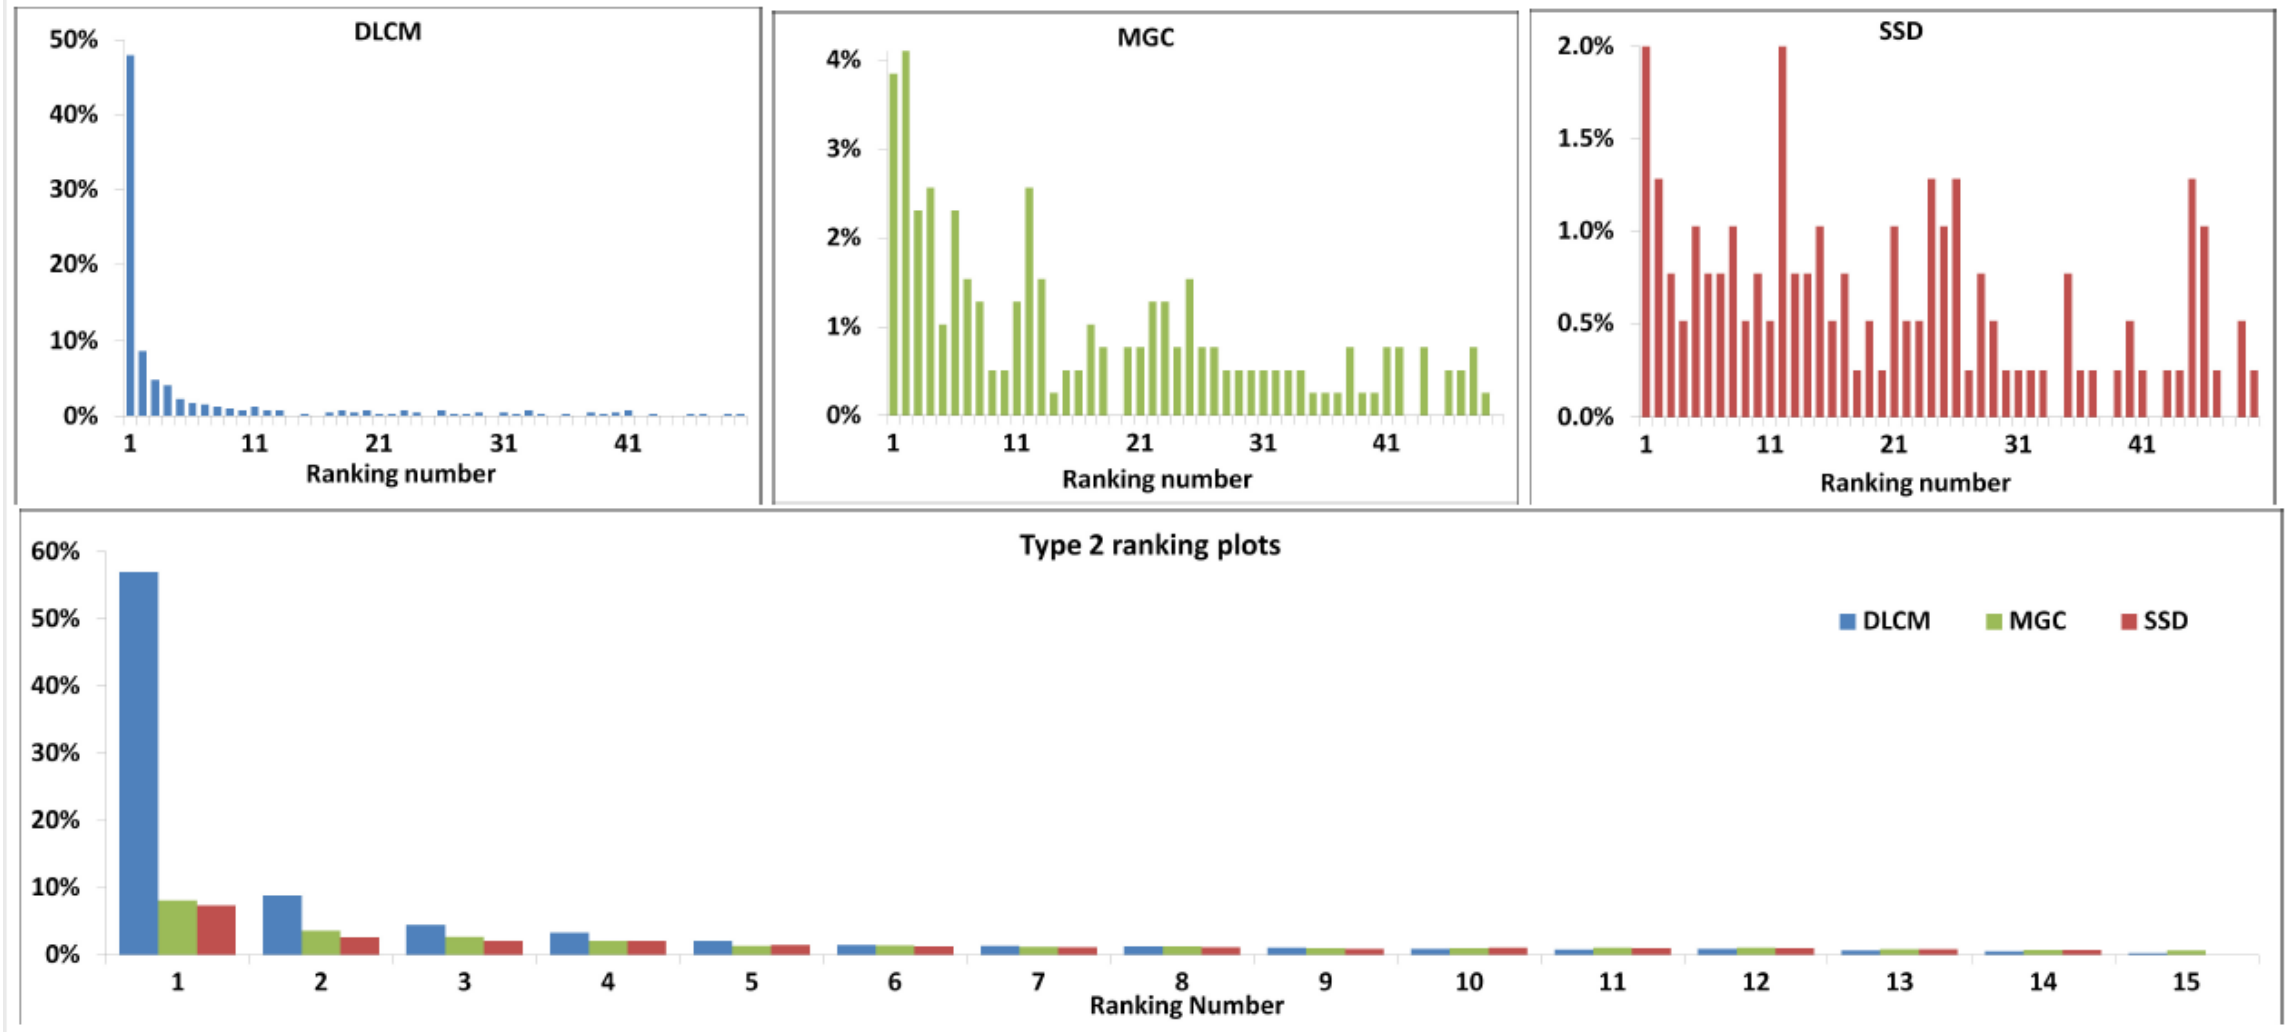 DLCM
50%
40%
30%
20%
10%
0%
1 11 21 31 41
Ranking number
MGC
4%
3%
2%
1%
0%
1 11 21 31 41
Ranking number
SSD
2.0%
1.5%
1.0%
0.5%
0.0%
1 11 21 31 41
Ranking number
Type 2 ranking plots
60%
50%
40%
30%
20%
10%
0%
DLCM MGC SSD
1 2 3 4 5 6 7 8 9 10 11 12 13 14 15
Ranking Number